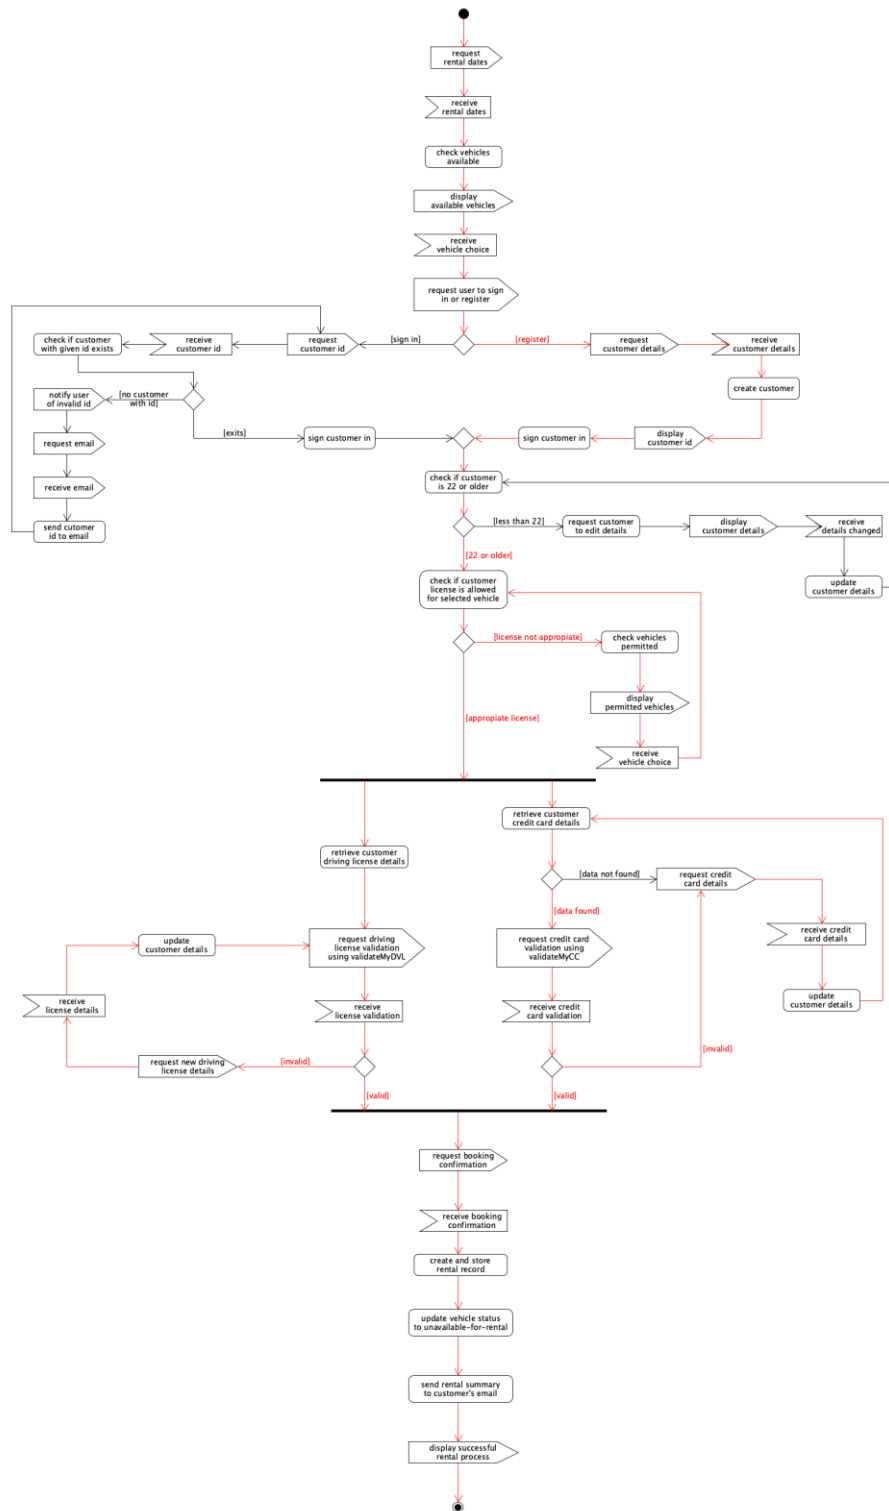 request
rental dates
receive
rental dates
check vehicles
available
display
available vehicles
receive
vehicle choice
request user to sign
in or register
check if customer
with given id exists
receive
customer id
request
customer id
[sign in]
[register]
request
customer details
receive
customer details
create customer
notify user
of invalid id
[no customer
with id]
request email
receive email
send cutomer
id to email
[exits]
sign customer in
sign customer in
display
customer id
check if customer
is 22 or older
[less than 22]
request customer
to edit details
display
customer details
receive
details changed
update
customer details
[22 or older]
check if customer
license is allowed
for selected vehicle
[license not appropiate]
check vehicles
permitted
display
permitted vehicles
receive
vehicle choice
[appropiate license]
retrieve customer
credit card details
retrieve customer
driving license details
[data not found]
request credit
card details
[data found]
update
customer details
request driving
license validation
using validateMyDVL
request credit card
validation using
validateMyCC
receive credit
card details
receive
license details
receive
license validation
receive credit
card validation
update
customer details
request new driving
license details
[invalid]
[invalid]
[valid]
[valid]
request booking
confirmation
receive booking
confirmation
create and store
rental record
update vehicle status
to unavailable-for-rental
send rental summary
to customer's email
display successful
rental process